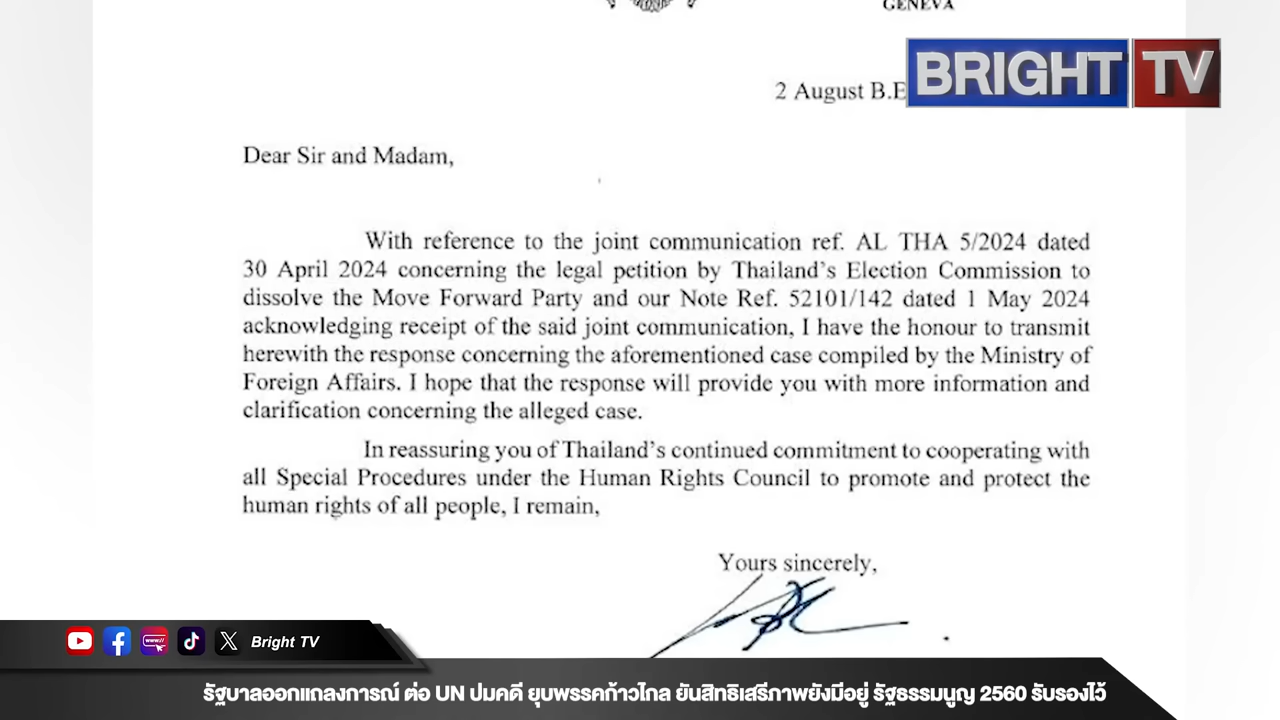 GENEVA
BRIGHT TV
2 August B.E
Dear Sir and Madam,
With reference to the joint communication ref. AL THA 5/2024 dated
30 April 2024 concerning the legal petition by Thailand's Election Commission to
dissolve the Move Forward Party and our Note Ref. 52101/142 dated 1 May 2024
acknowledging receipt of the said joint communication, I have the honour to transmit
herewith the response concerning the aforementioned case compiled by the Ministry of
Foreign Affairs. I hope that the response will provide you with more information and
clarification concerning the alleged case.
In reassuring you of Thailand's continued commitment to cooperating with
all Special Procedures under the Human Rights Council to promote and protect the
human rights of all people, I remain,
Yours sincerely,
www.//
Bright TV
รัฐบาลออกแถลงการณ์ ต่อ UN ปมคดี ยุบพรรคก้าวไกล ยันสิทธิเสรีภาพยังมีอยู่ รัฐธรรมนูญ 2560 รับรองไว้